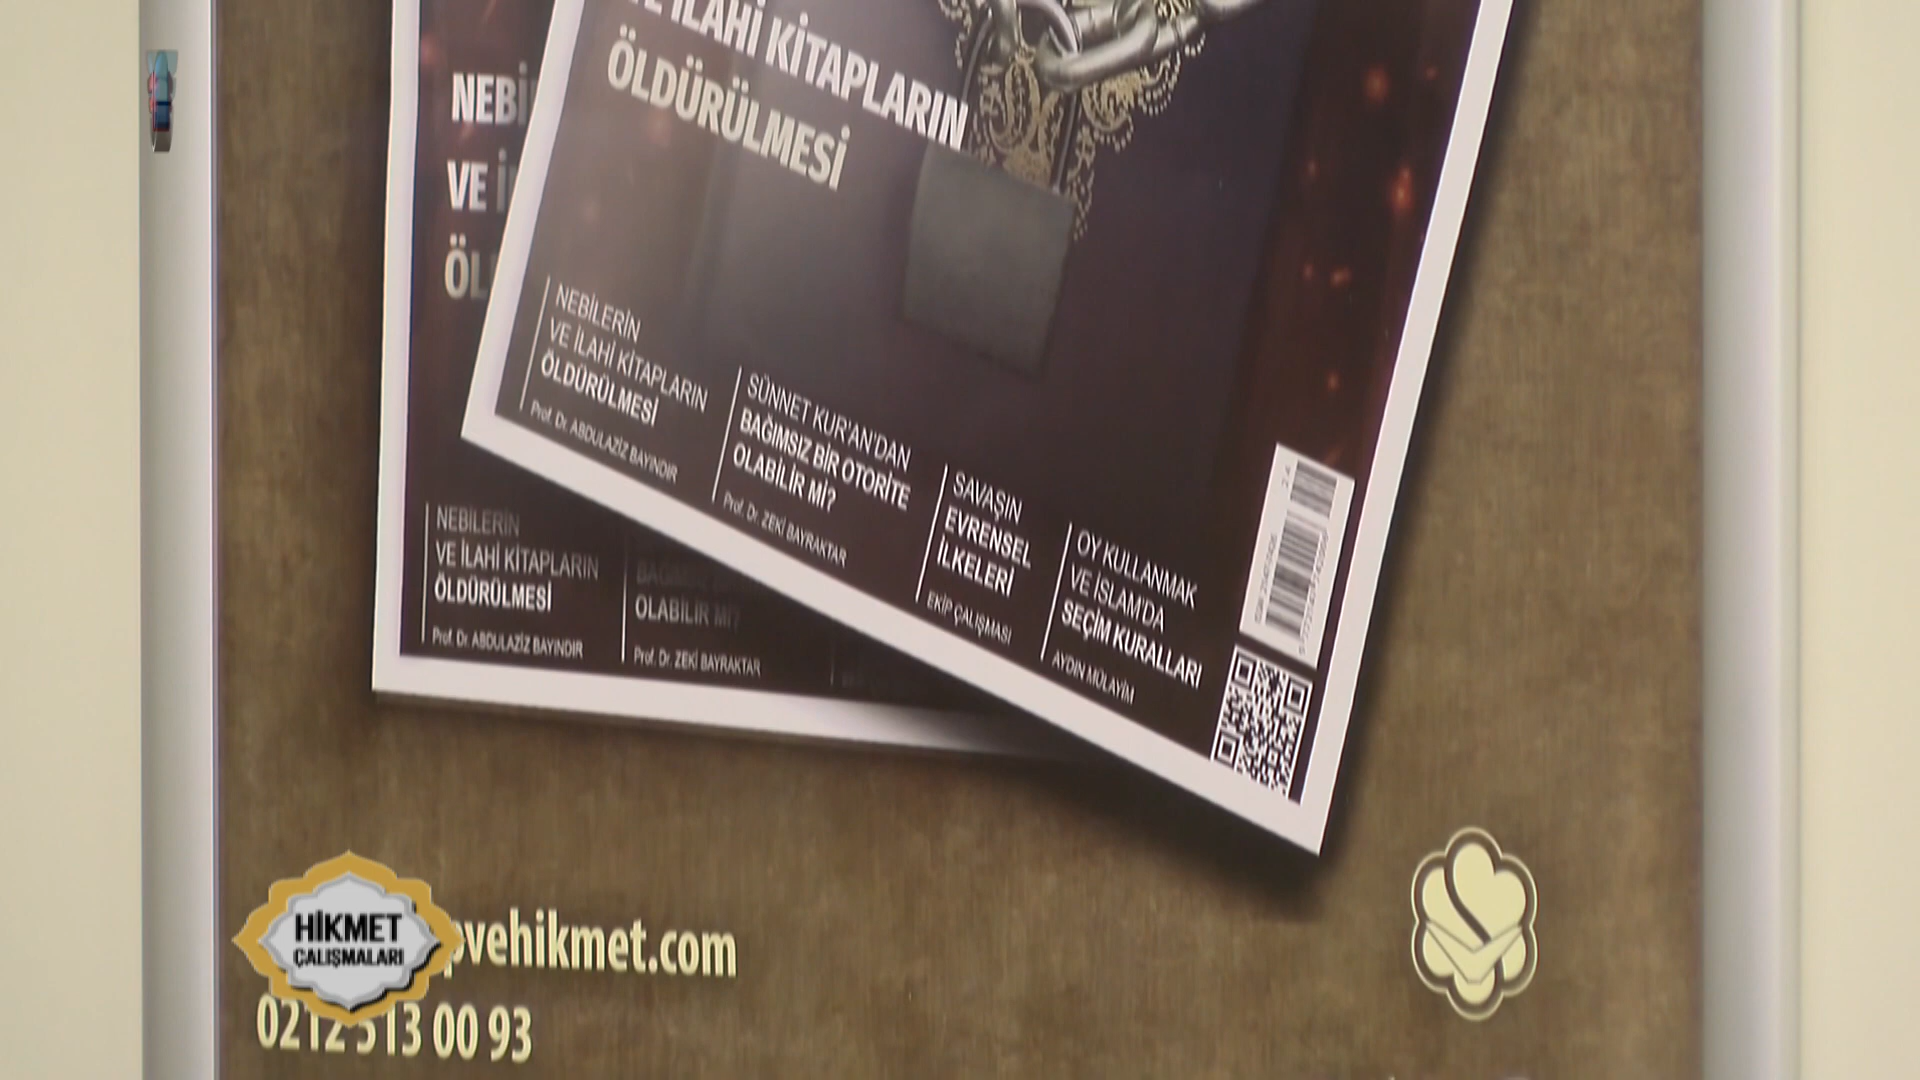 VE İLAHİ KİTAPLARIN
ÖLDÜRÜLMESİ
NEBİ
VE İ
ÖL
NEBİLERİN
VE İLAHİ KİTAPLARIN
ÖLDÜRÜLMESİ
Prof. Dr. ABDULAZİZ BAYINDIR
SÜNNET KUR'AN'DAN
BAĞIMSIZ BİR OTORİTE
OLABİLİR Mİ?
Prof. Dr. ZEKİ BAYRAKTAR
SAVAŞIN
EVRENSEL
İLKELERİ
EKİP ÇALIŞMASI
OY KULLANMAK
VE İSLAM'DA
SEÇİM KURALLARI
AYDIN MÜLAYİM
24
NEBİLERİN
VE İLAHİ KİTAPLARIN
ÖLDÜRÜLMESİ
Prof. Dr. ABDULAZİZ BAYINDIR
OLABİLİR Mİ?
Prof. Dr. ZEKİ BAYRAKTAR
HİKMET
ÇALIŞMALARI
pvehikmet.com
0212 513 00 93